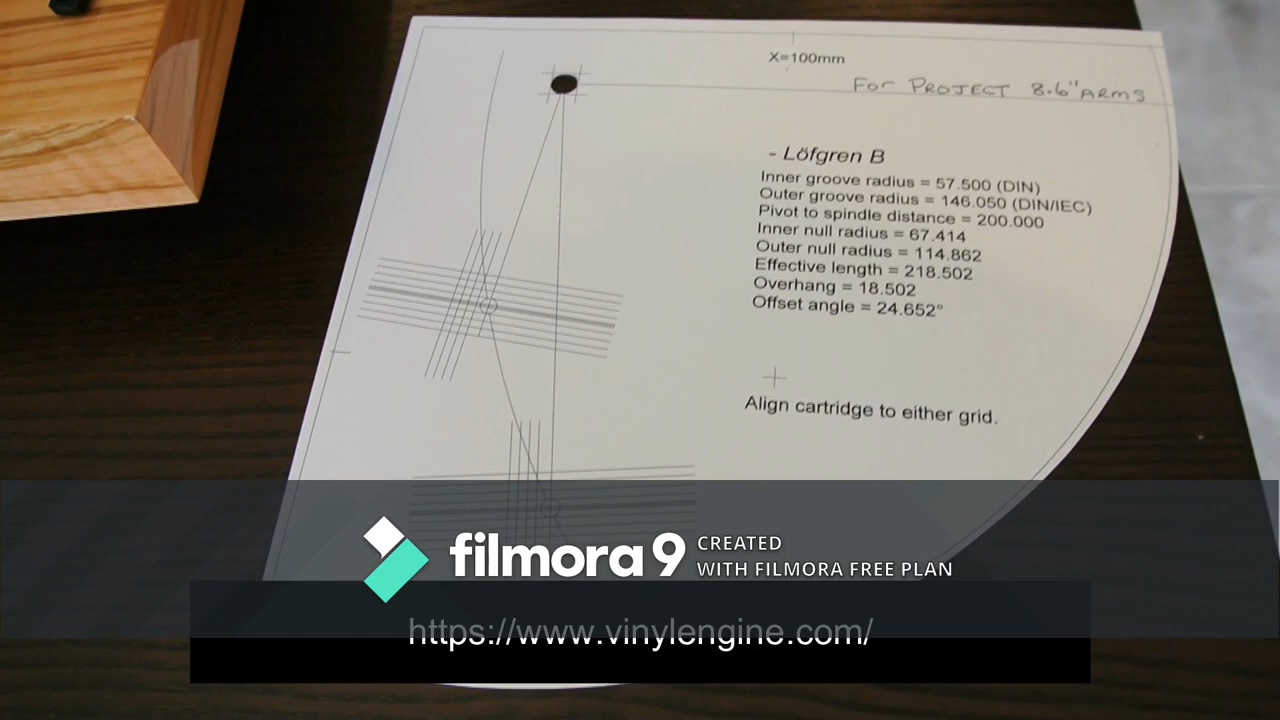 X=100mm
For PROJECT 8.6" ARMS
- Löfgren B
Inner groove radius = 57.500 (DIN)
Outer groove radius = 146.050 (DIN/IEC)
Pivot to spindle distance = 200.000
Inner null radius = 67.414
Outer null radius = 114.862
Effective length = 218.502
Overhang = 18.502
Offset angle = 24.652°
Align cartridge to either grid.
filmora 9
CREATED
WITH FILMORA FREE PLAN
https://www.vinylengine.com/